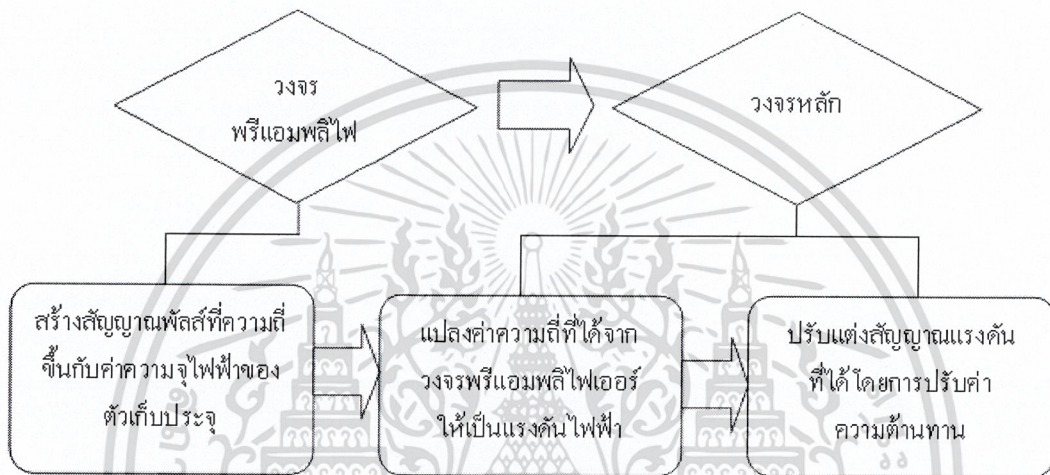 วงจร
พรีแอมพลิไฟ
วงจรหลัก
สร้างสัญญาณพัลส์ที่ความถี่
ขึ้นกับค่าความจุไฟฟ้าของ
ตัวเก็บประจุ
แปลงค่าความถี่ที่ได้จาก
วงจรพรีแอมพลิไฟเออร์
ให้เป็นแรงดันไฟฟ้า
ปรับแต่งสัญญาณแรงดัน
ที่ได้โดยการปรับค่า
ความต้านทาน